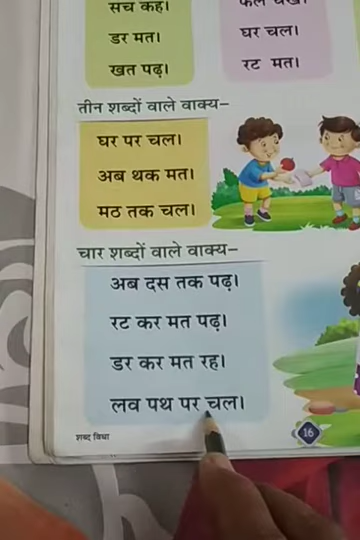 सच कह।
डर मत।
खत पढ़।
घर चल।
रट मत।
तीन शब्दों वाले वाक्य–
घर पर चल।
अब थक मत।
मठ तक चल।
चार शब्दों वाले वाक्य–
अब दस तक पढ़।
रट कर मत पढ़।
डर कर मत रह।
लव पथ पर चल।
शब्द विधा
16